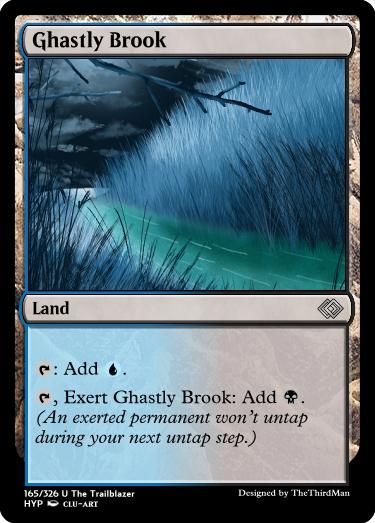 Ghastly Brook
Land
: Add .
, Exert Ghastly Brook: Add .
(An exerted permanent won't untap
during your next untap step.)
165/326 U The Trailblazer
Designed by TheThirdMan
HYP CLU-ART